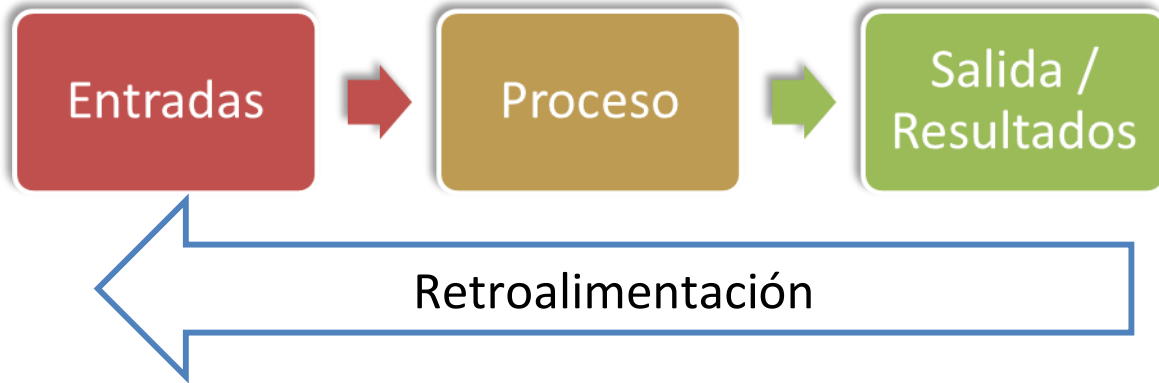 Entradas
Proceso
Salida /
Resultados
Retroalimentación